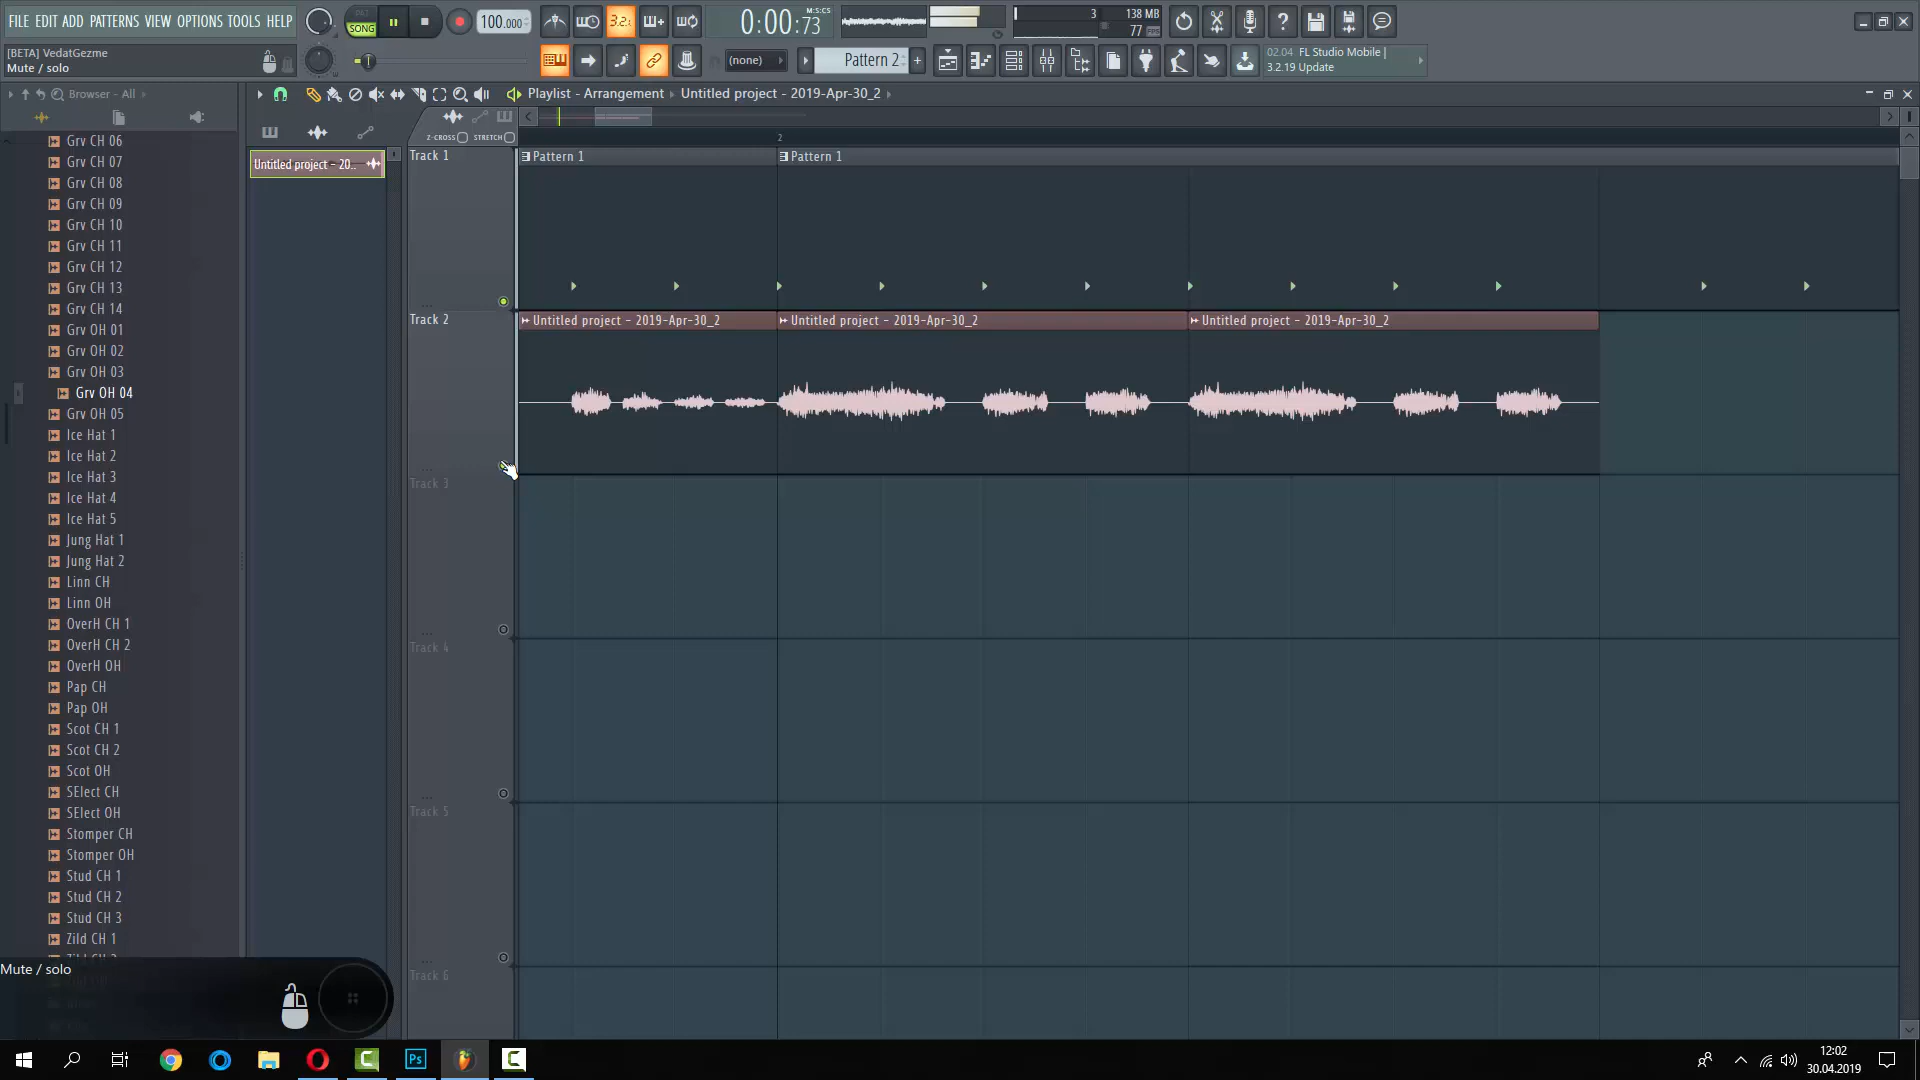 FILE EDIT ADD PATTERNS VIEW OPTIONS TOOLS HELP
PAT
SONG
100.000
3.2.
0:00:73
M:S:CS
3
138 MB
77
[BETA] VedatGezme
Mute / solo
(none)
Pattern 2
02.04 FL Studio Mobile |
3.2.19 Update
Browser - All
Playlist - Arrangement
Untitled project - 2019-Apr-30_2
Z-CROSS
STRETCH
2
Grv CH 06
Grv CH 07
Grv CH 08
Grv CH 09
Grv CH 10
Grv CH 11
Grv CH 12
Grv CH 13
Grv CH 14
Grv OH 01
Grv OH 02
Grv OH 03
Grv OH 04
Grv OH 05
Ice Hat 1
Ice Hat 2
Ice Hat 3
Ice Hat 4
Ice Hat 5
Jung Hat 1
Jung Hat 2
Linn CH
Linn OH
OverH CH 1
OverH CH 2
OverH OH
Pap CH
Pap OH
Scot CH 1
Scot CH 2
Scot OH
SElect CH
SElect OH
Stomper CH
Stomper OH
Stud CH 1
Stud CH 2
Stud CH 3
Zild CH 1
Untitled project - 20..
Track 1
Pattern 1
Pattern 1
Track 2
Untitled project - 2019-Apr-30_2
Untitled project - 2019-Apr-30_2
Untitled project - 2019-Apr-30_2
Track 3
Track 4
Track 5
Track 6
Mute / solo
Ps
12:02
30.04.2019